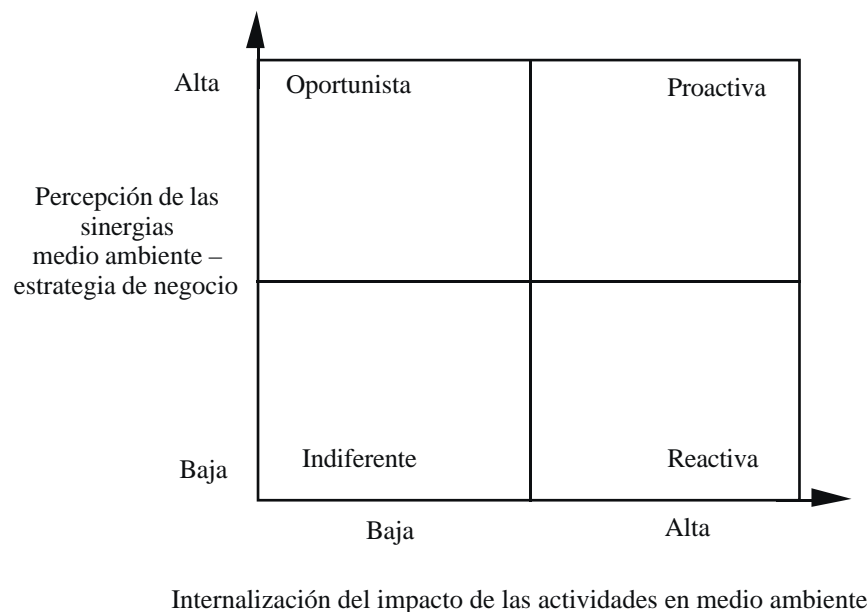 Alta
Oportunista
Proactiva
Percepción de las
sinergias
medio ambiente –
estrategia de negocio
Baja
Indiferente
Reactiva
Baja
Alta
Internalización del impacto de las actividades en medio ambiente